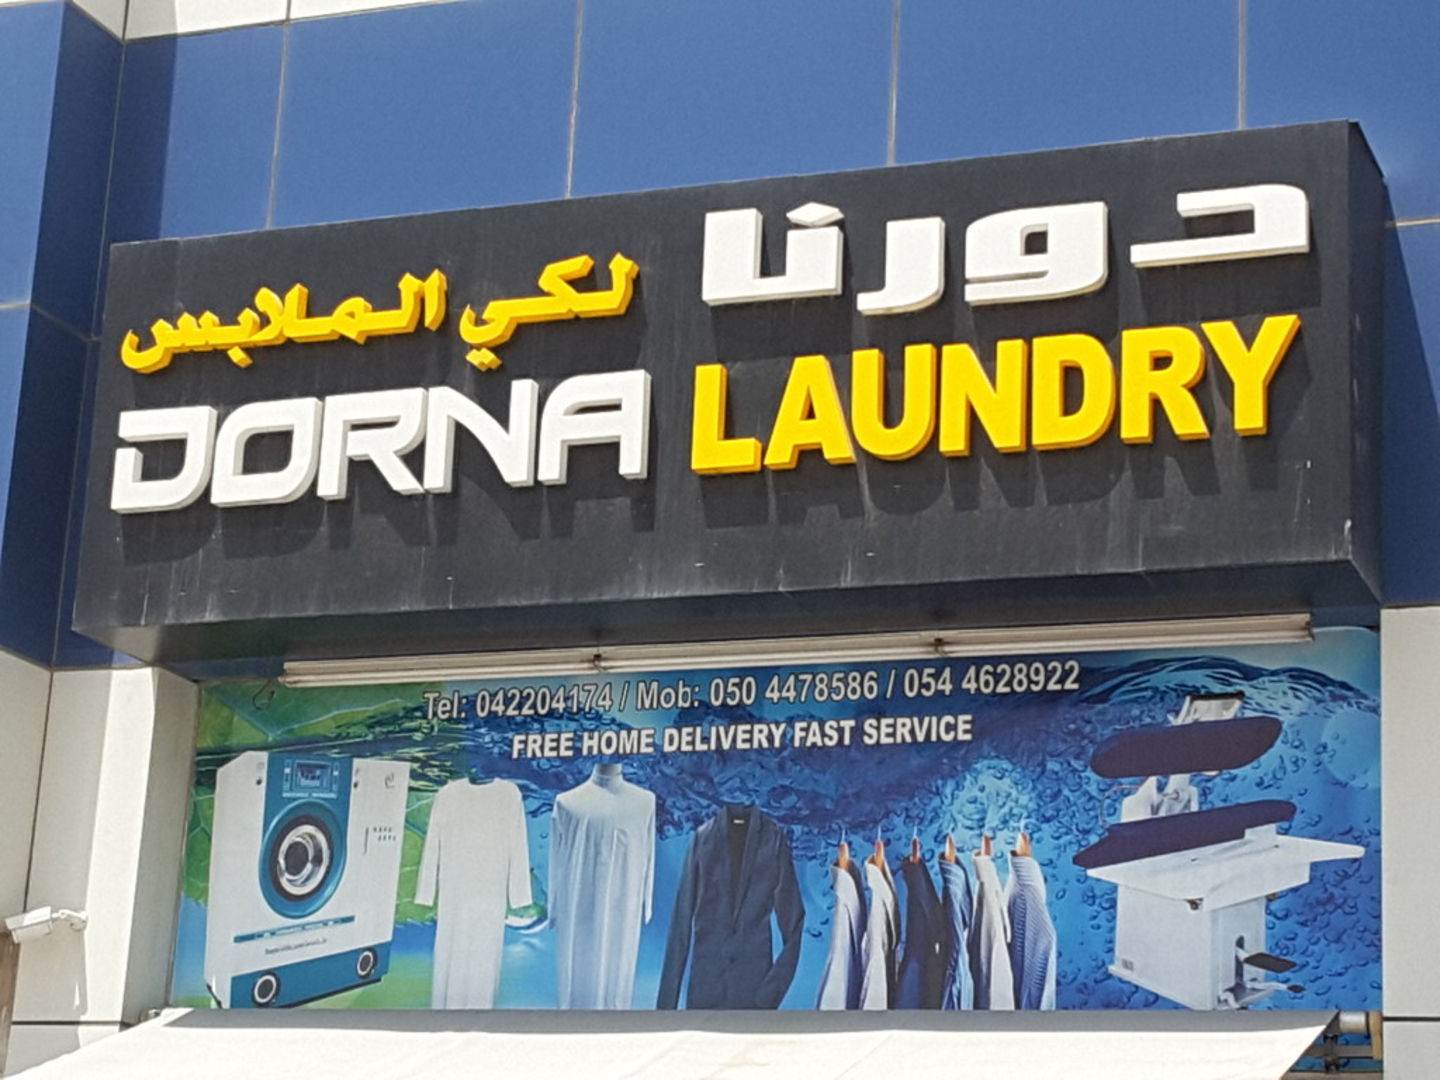 دورنا لكي الملابس
DORNA LAUNDRY
Tel: 042204174 / Mob: 050 4478586 / 054 4628922
FREE HOME DELIVERY FAST SERVICE